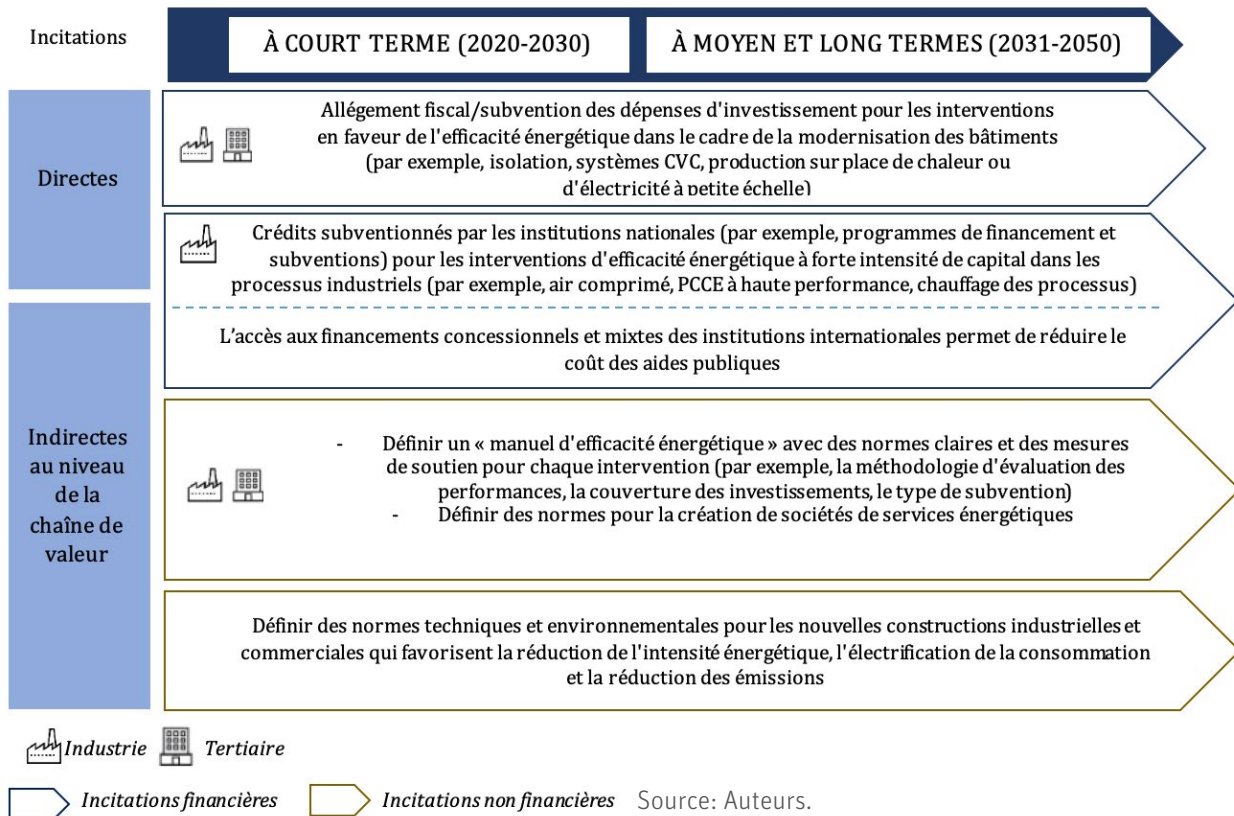 Incitations
À COURT TERME (2020-2030)
À MOYEN ET LONG TERMES (2031-2050)
Directes
Allégement fiscal/subvention des dépenses d'investissement pour les interventions
en faveur de l'efficacité énergétique dans le cadre de la modernisation des bâtiments
(par exemple, isolation, systèmes CVC, production sur place de chaleur ou
d'électricité à petite échelle)
Crédits subventionnés par les institutions nationales (par exemple, programmes de financement et
subventions) pour les interventions d'efficacité énergétique à forte intensité de capital dans les
processus industriels (par exemple, air comprimé, PCCE à haute performance, chauffage des processus)
L'accès aux financements concessionnels et mixtes des institutions internationales permet de réduire le
coût des aides publiques
Indirectes
au niveau
de la
chaîne de
valeur
- Définir un « manuel d'efficacité énergétique » avec des normes claires et des mesures
de soutien pour chaque intervention (par exemple, la méthodologie d'évaluation des
performances, la couverture des investissements, le type de subvention)
- Définir des normes pour la création de sociétés de services énergétiques
Définir des normes techniques et environnementales pour les nouvelles constructions industrielles et
commerciales qui favorisent la réduction de l'intensité énergétique, l'électrification de la consommation
et la réduction des émissions
Industrie
Tertiaire
Incitations financières
Incitations non financières
Source: Auteurs.